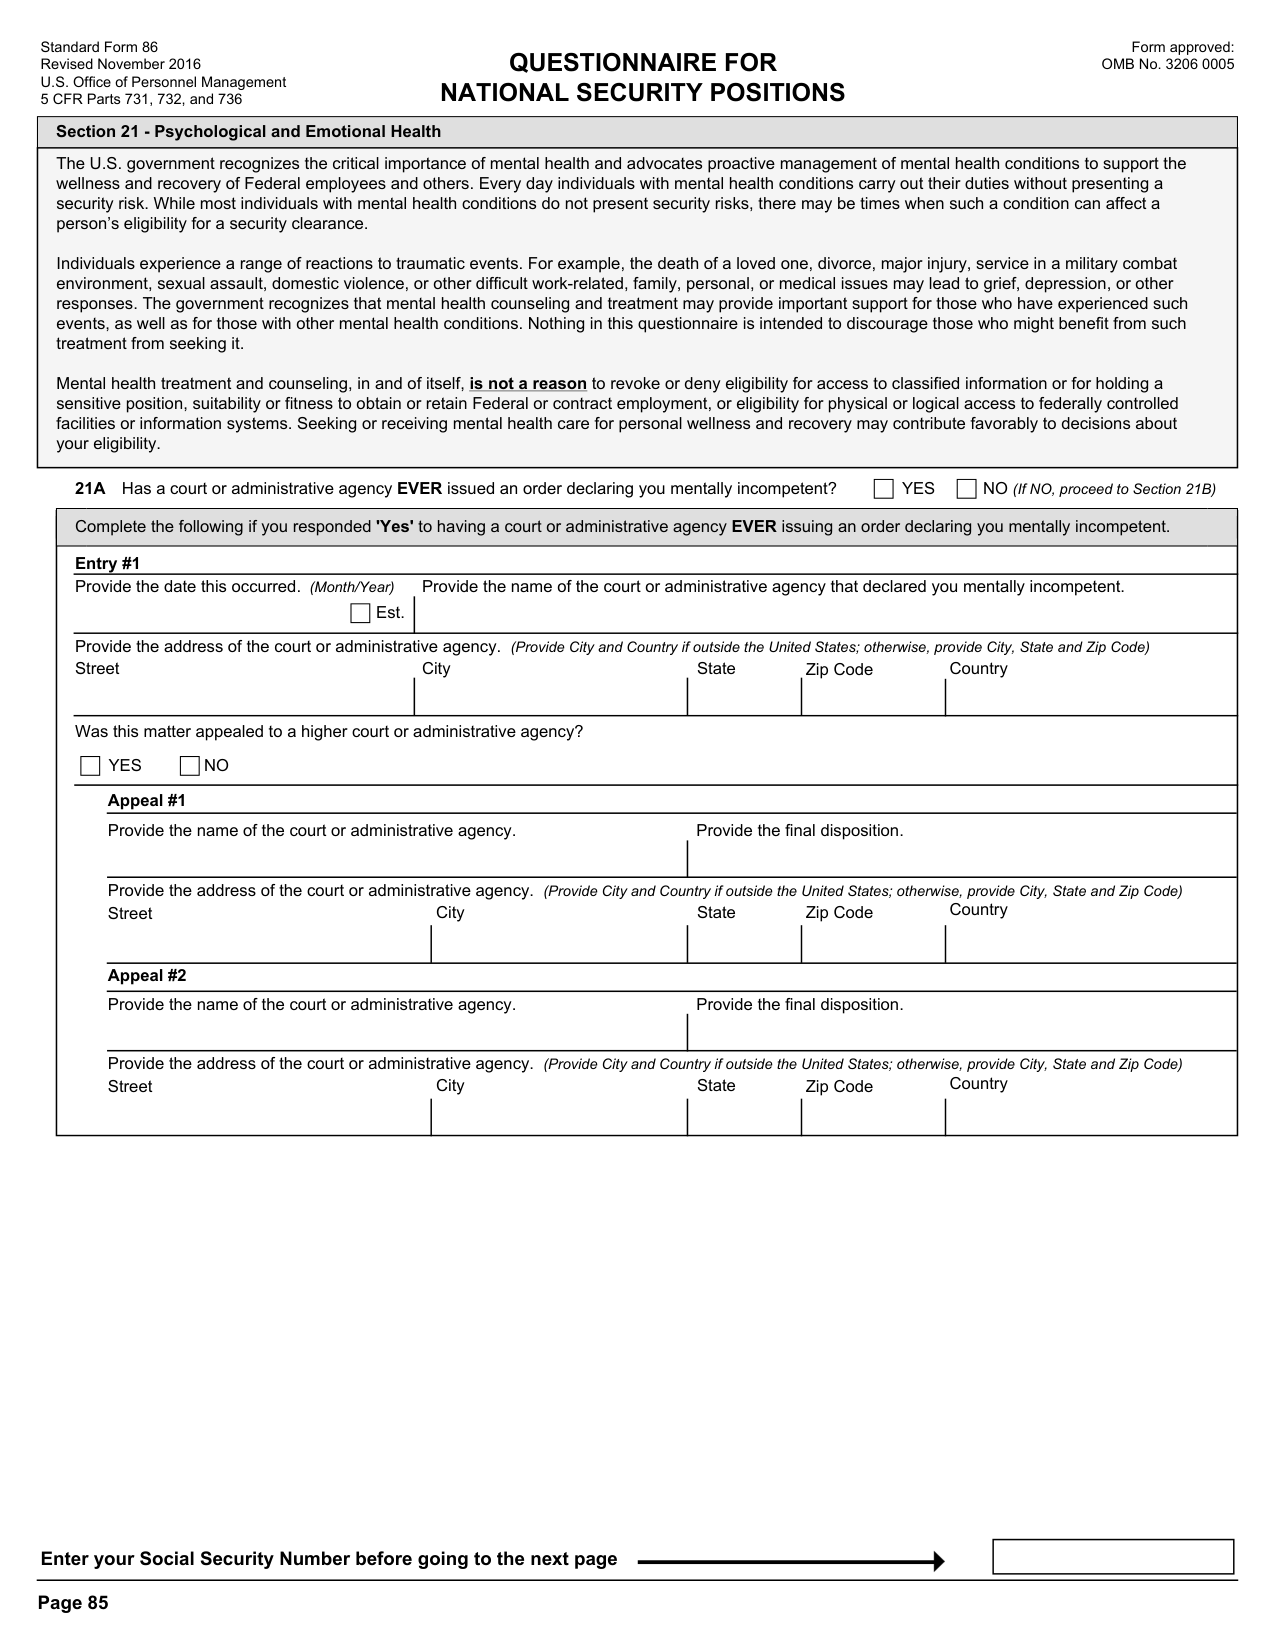 Standard Form 86
Revised November 2016
U.S. Office of Personnel Management
5 CFR Parts 731, 732, and 736
QUESTIONNAIRE FOR
NATIONAL SECURITY POSITIONS
Form approved:
OMB No. 3206 0005
Section 21 - Psychological and Emotional Health
The U.S. government recognizes the critical importance of mental health and advocates proactive management of mental health conditions to support the
wellness and recovery of Federal employees and others. Every day individuals with mental health conditions carry out their duties without presenting a
security risk. While most individuals with mental health conditions do not present security risks, there may be times when such a condition can affect a
person's eligibility for a security clearance.
Individuals experience a range of reactions to traumatic events. For example, the death of a loved one, divorce, major injury, service in a military combat
environment, sexual assault, domestic violence, or other difficult work-related, family, personal, or medical issues may lead to grief, depression, or other
responses. The government recognizes that mental health counseling and treatment may provide important support for those who have experienced such
events, as well as for those with other mental health conditions. Nothing in this questionnaire is intended to discourage those who might benefit from such
treatment from seeking it.
Mental health treatment and counseling, in and of itself, is not a reason to revoke or deny eligibility for access to classified information or for holding a
sensitive position, suitability or fitness to obtain or retain Federal or contract employment, or eligibility for physical or logical access to federally controlled
facilities or information systems. Seeking or receiving mental health care for personal wellness and recovery may contribute favorably to decisions about
your eligibility.
21A Has a court or administrative agency EVER issued an order declaring you mentally incompetent? YES NO (If NO, proceed to Section 21B)
Complete the following if you responded 'Yes' to having a court or administrative agency EVER issuing an order declaring you mentally incompetent.
Entry #1
Provide the date this occurred. (Month/Year) Provide the name of the court or administrative agency that declared you mentally incompetent.
Est.
Provide the address of the court or administrative agency. (Provide City and Country if outside the United States; otherwise, provide City, State and Zip Code)
Street City State Zip Code Country
Was this matter appealed to a higher court or administrative agency?
YES NO
Appeal #1
Provide the name of the court or administrative agency. Provide the final disposition.
Provide the address of the court or administrative agency. (Provide City and Country if outside the United States; otherwise, provide City, State and Zip Code)
Street City State Zip Code Country
Appeal #2
Provide the name of the court or administrative agency. Provide the final disposition.
Provide the address of the court or administrative agency. (Provide City and Country if outside the United States; otherwise, provide City, State and Zip Code)
Street City State Zip Code Country
Enter your Social Security Number before going to the next page
Page 85